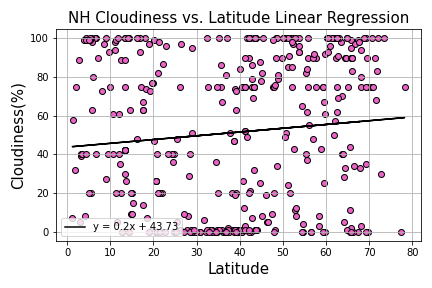 NH Cloudiness vs. Latitude Linear Regression
100
80
60
40
20
0
Cloudiness(%)
y = 0.2x + 43.73
0 10 20 30 40 50 60 70 80
Latitude